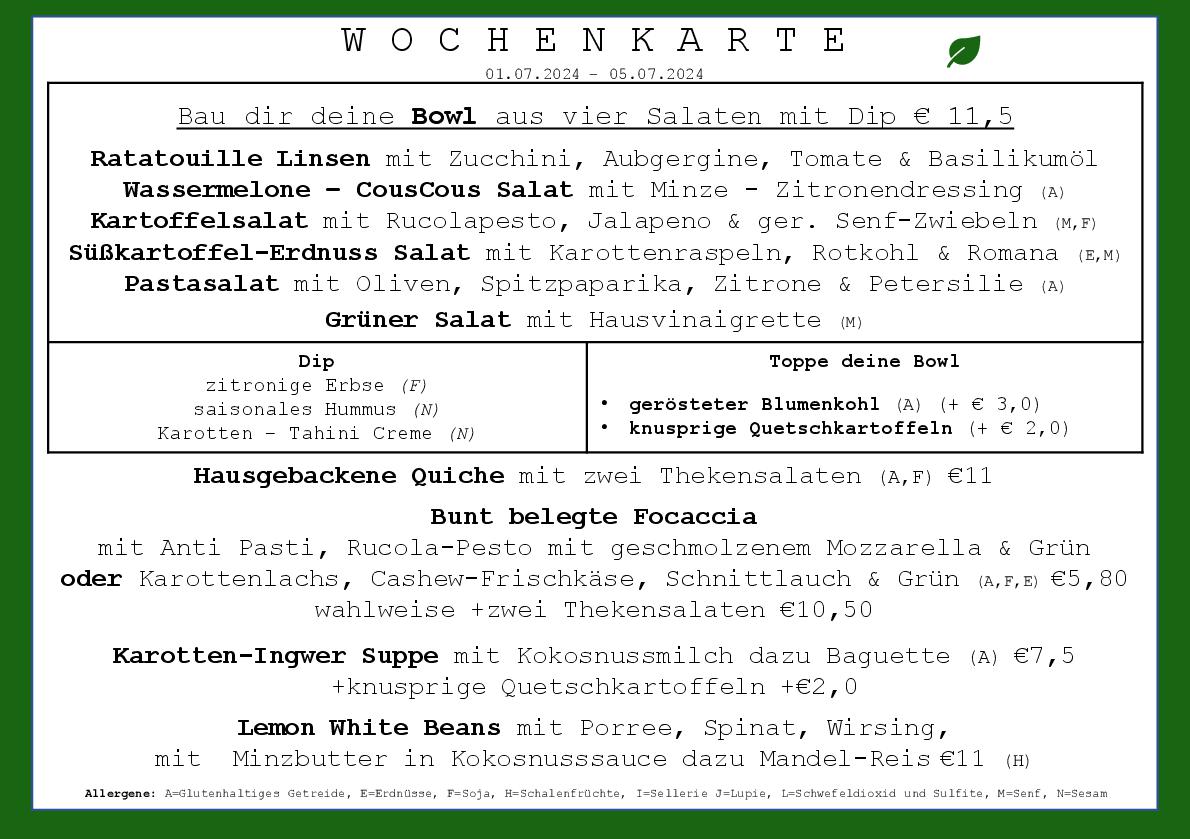 WOCHENKARTE
01.07.2024 – 05.07.2024
Bau dir deine Bowl aus vier Salaten mit Dip € 11,5
Ratatouille Linsen mit Zucchini, Aubgergine, Tomate & Basilikumöl
Wassermelone – CousCous Salat mit Minze - Zitronendressing (A)
Kartoffelsalat mit Rucolapesto, Jalapeno & ger. Senf-Zwiebeln (M,F)
Süßkartoffel-Erdnuss Salat mit Karottenraspeln, Rotkohl & Romana (E,M)
Pastasalat mit Oliven, Spitzpaparika, Zitrone & Petersilie (A)
Grüner Salat mit Hausvinaigrette (M)
Dip
zitronige Erbse (F)
saisonales Hummus (N)
Karotten – Tahini Creme (N)
Toppe deine Bowl
• gerösteter Blumenkohl (A) (+ € 3,0)
• knusprige Quetschkartoffeln (+ € 2,0)
Hausgebackene Quiche mit zwei Thekensalaten (A,F) €11
Bunt belegte Focaccia
mit Anti Pasti, Rucola-Pesto mit geschmolzenem Mozzarella & Grün
oder Karottenlachs, Cashew-Frischkäse, Schnittlauch & Grün (A,F,E) €5,80
wahlweise +zwei Thekensalaten €10,50
Karotten-Ingwer Suppe mit Kokosnussmilch dazu Baguette (A) €7,5
+knusprige Quetschkartoffeln +€2,0
Lemon White Beans mit Porree, Spinat, Wirsing,
mit Minzbutter in Kokosnusssauce dazu Mandel-Reis €11 (H)
Allergene: A=Glutenhaltiges Getreide, E=Erdnüsse, F=Soja, H=Schalenfrüchte, I=Sellerie J=Lupie, L=Schwefeldioxid und Sulfite, M=Senf, N=Sesam